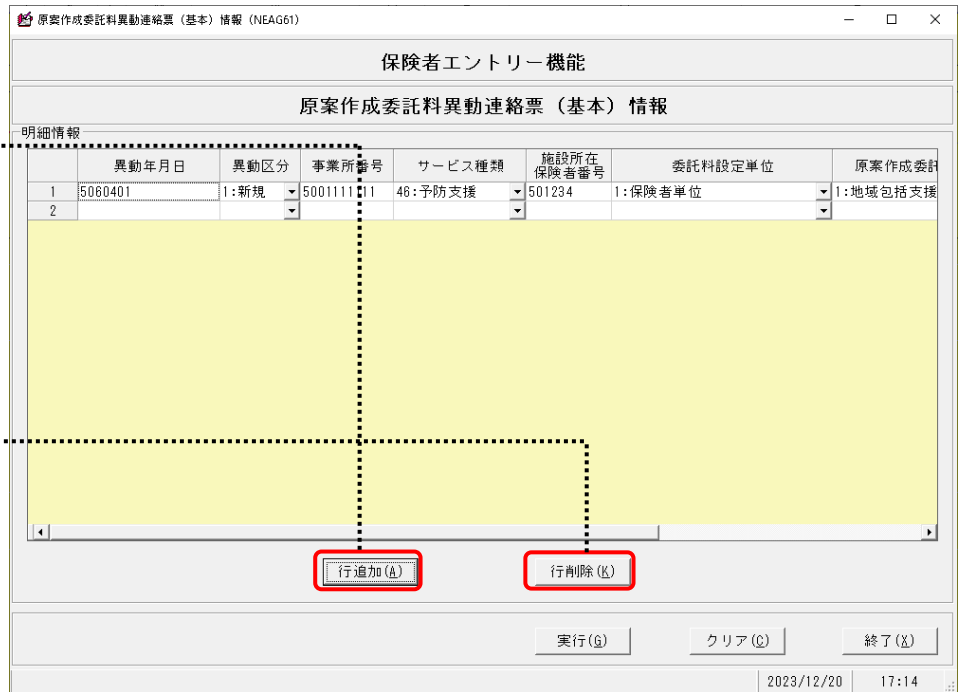 原案作成委託料異動連絡票（基本）情報（NEAG61）
保険者エントリー機能
原案作成委託料異動連絡票（基本）情報
明細情報
異動年月日 異動区分 事業所番号 サービス種類 施設所在保険者番号 委託料設定単位 原案作成委託
1 5060401 1:新規 5001111111 46:予防支援 501234 1:保険者単位 1:地域包括支援
2
行追加(A) 行削除(K)
実行(G) クリア(C) 終了(X)
2023/12/20 17:14